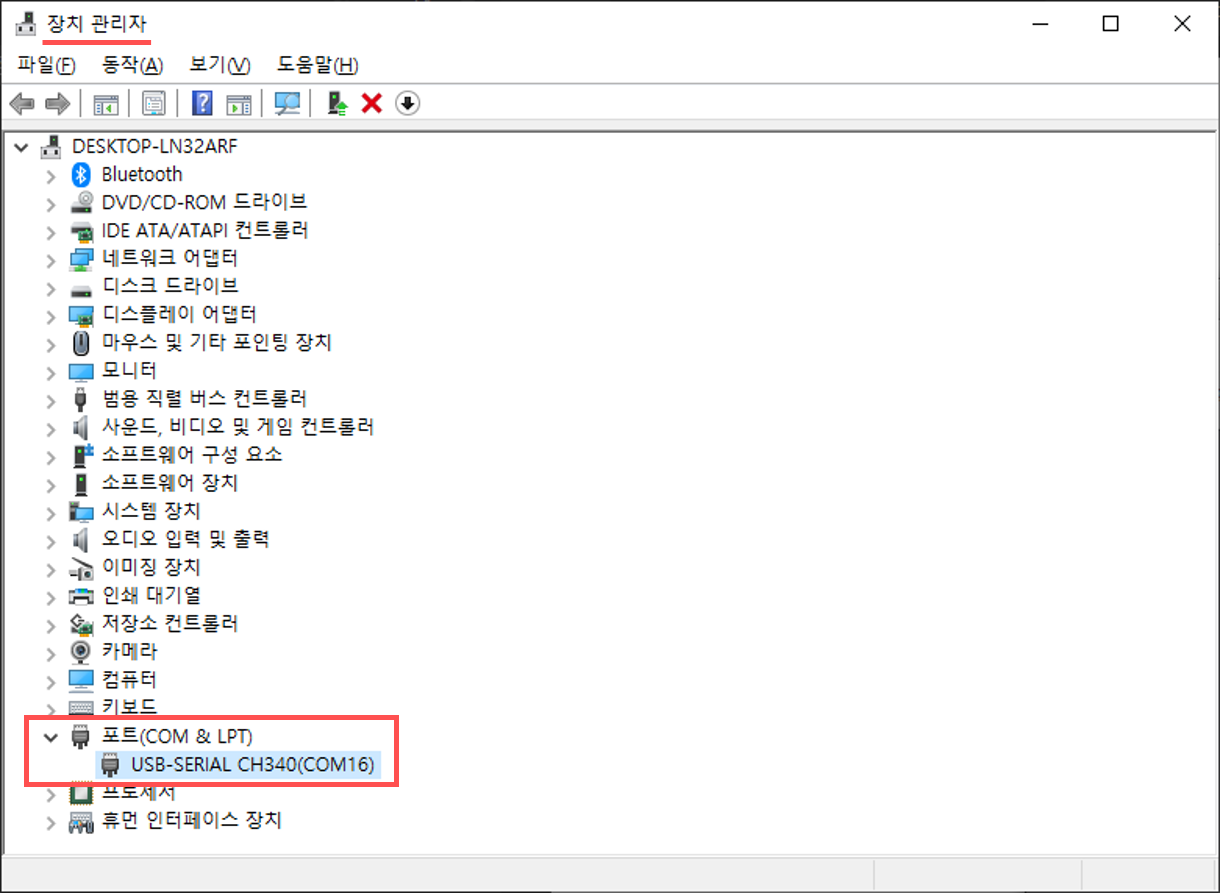 장치 관리자
파일(F) 동작(A) 보기(V) 도움말(H)
DESKTOP-LN32ARF
Bluetooth
DVD/CD-ROM 드라이브
IDE ATA/ATAPI 컨트롤러
네트워크 어댑터
디스크 드라이브
디스플레이 어댑터
마우스 및 기타 포인팅 장치
모니터
범용 직렬 버스 컨트롤러
사운드, 비디오 및 게임 컨트롤러
소프트웨어 구성 요소
소프트웨어 장치
시스템 장치
오디오 입력 및 출력
이미징 장치
인쇄 대기열
저장소 컨트롤러
카메라
컴퓨터
키보드
포트(COM & LPT)
USB-SERIAL CH340(COM16)
프로세서
휴먼 인터페이스 장치